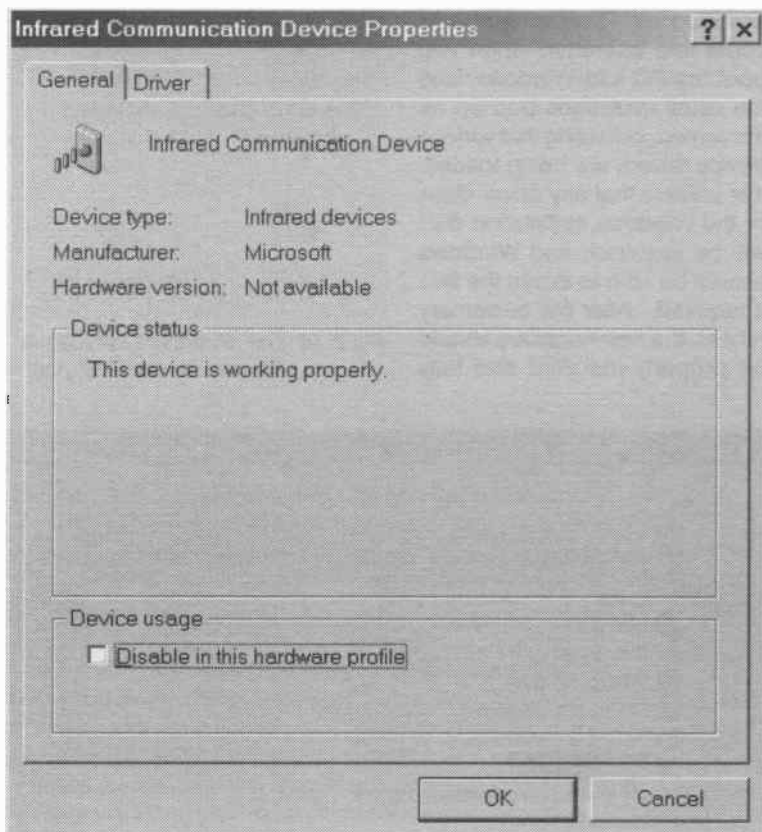 Infrared Communication Device Properties
General
Driver
Infrared Communication Device
Device type: Infrared devices
Manufacturer: Microsoft
Hardware version: Not available
Device status
This device is working properly.
Device usage
Disable in this hardware profile
OK
Cancel